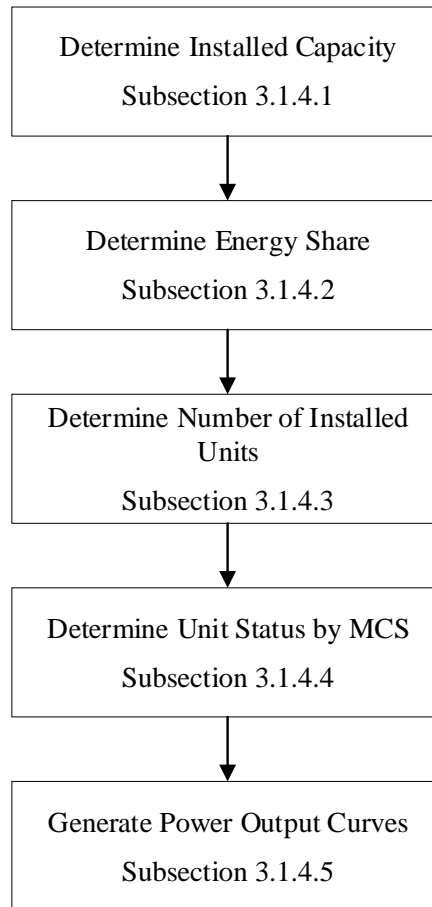 Determine Installed Capacity
Subsection 3.1.4.1
Determine Energy Share
Subsection 3.1.4.2
Determine Number of Installed
Units
Subsection 3.1.4.3
Determine Unit Status by MCS
Subsection 3.1.4.4
Generate Power Output Curves
Subsection 3.1.4.5